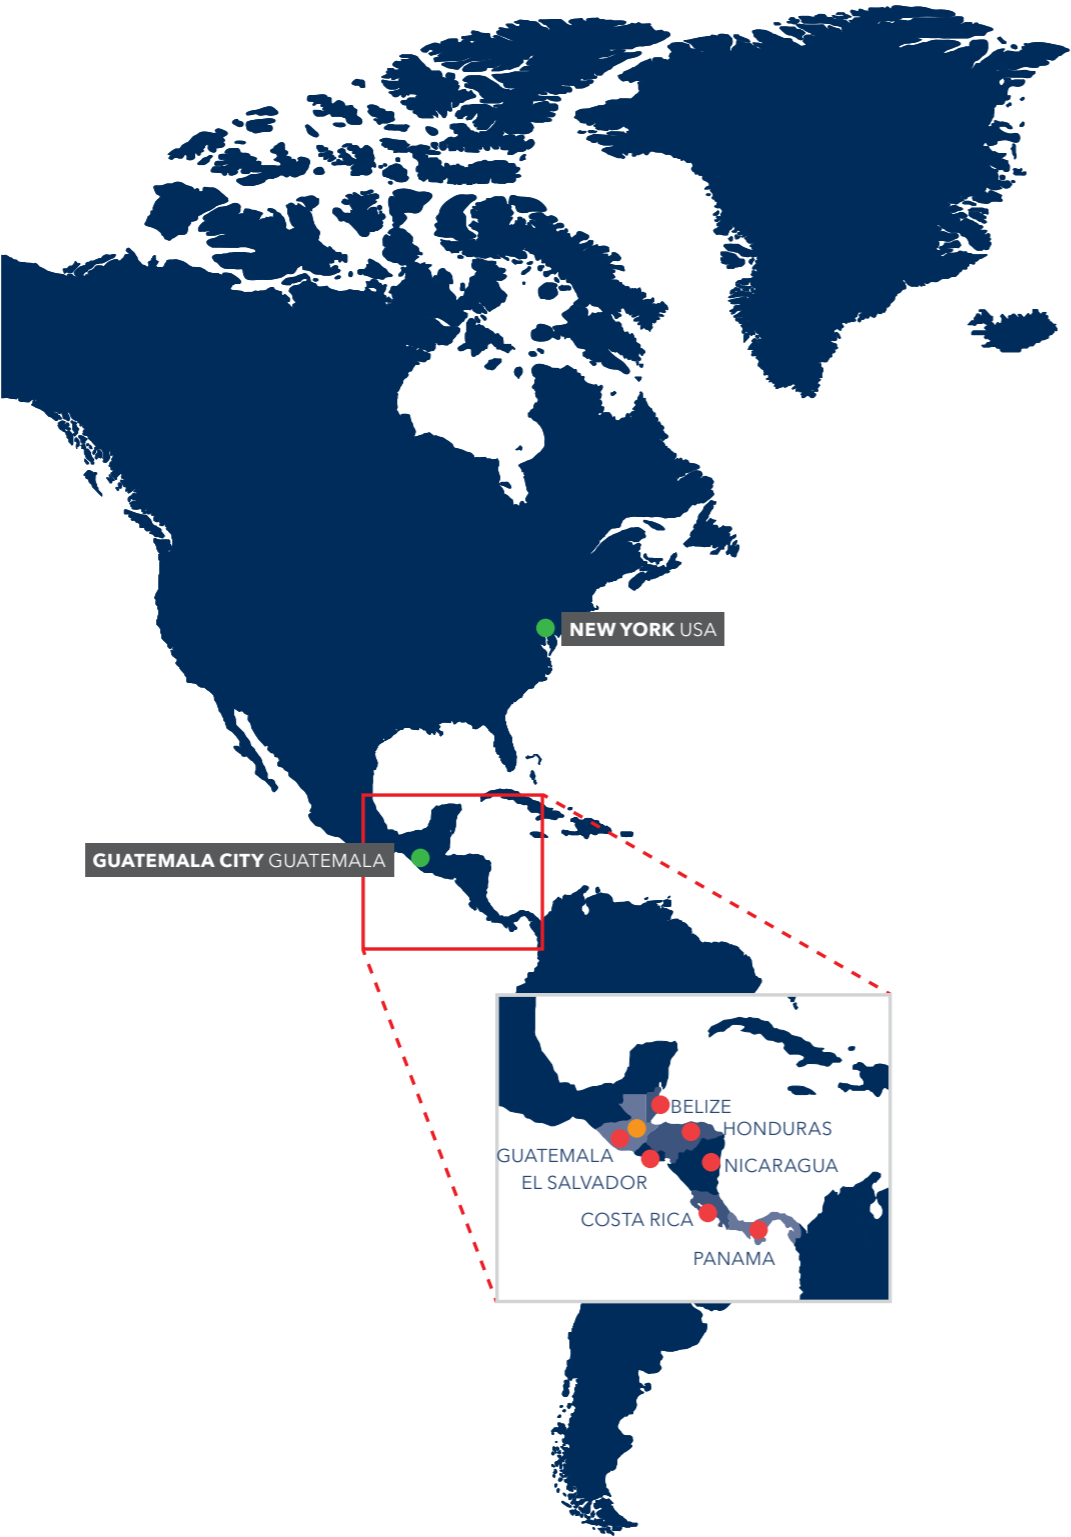 NEW YORK USA
GUATEMALA CITY GUATEMALA
BELIZE
HONDURAS
GUATEMALA
NICARAGUA
EL SALVADOR
COSTA RICA
PANAMA